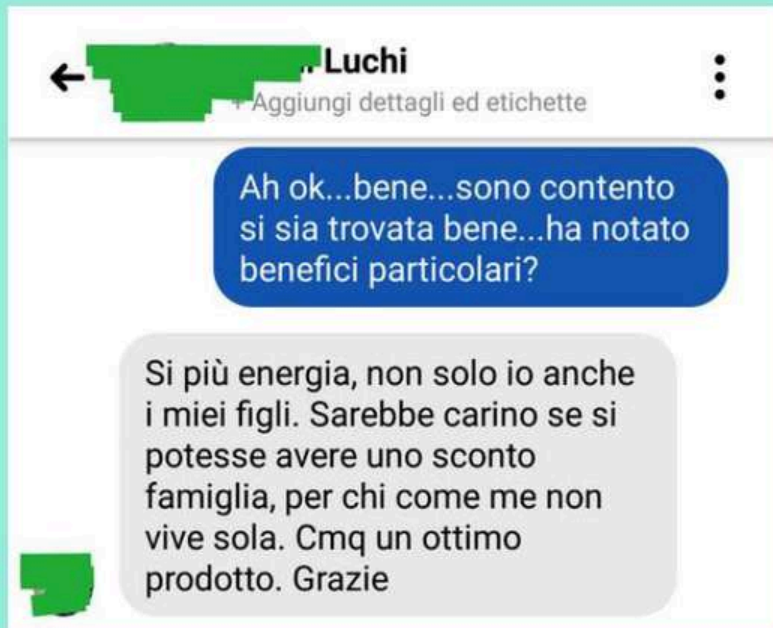 Luchi
+ Aggiungi dettagli ed etichette
Ah ok...bene...sono contento
si sia trovata bene...ha notato
benefici particolari?
Si più energia, non solo io anche
i miei figli. Sarebbe carino se si
potesse avere uno sconto
famiglia, per chi come me non
vive sola. Cmq un ottimo
prodotto. Grazie